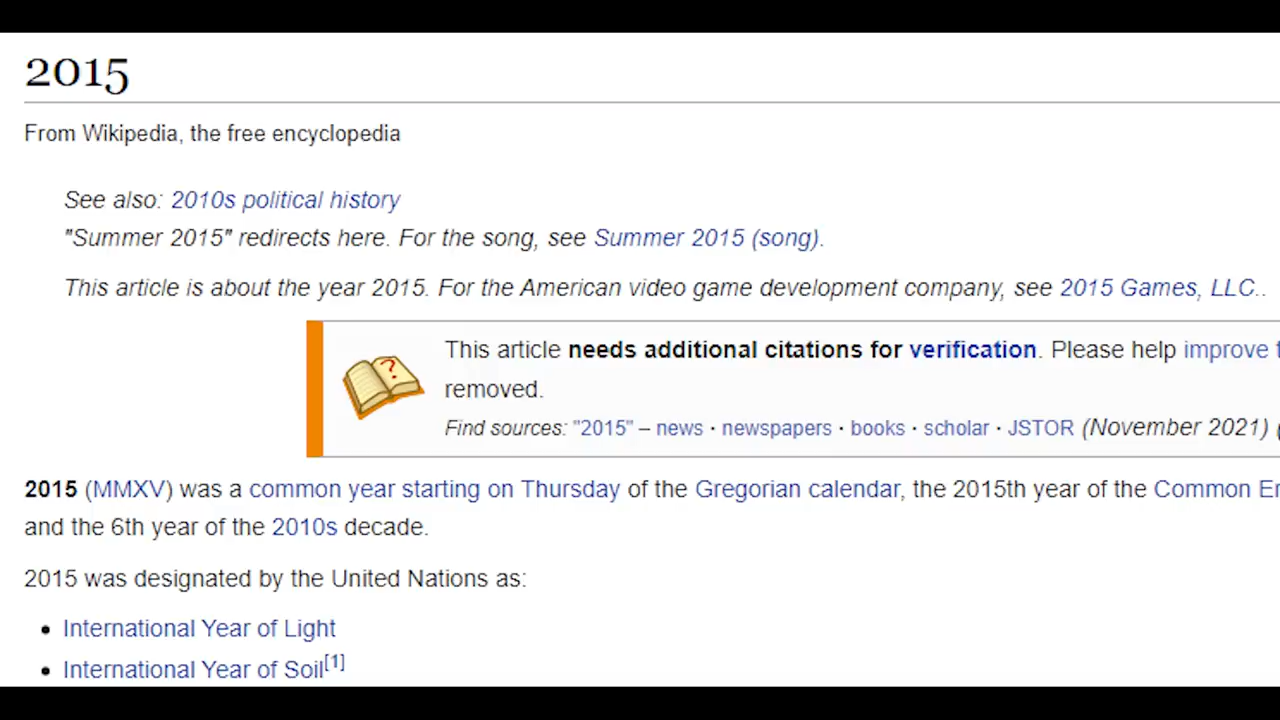 2015
From Wikipedia, the free encyclopedia
See also: 2010s political history
"Summer 2015" redirects here. For the song, see Summer 2015 (song).
This article is about the year 2015. For the American video game development company, see 2015 Games, LLC..
?
This article needs additional citations for verification. Please help improve
removed.
Find sources: "2015" – news · newspapers · books · scholar · JSTOR (November 2021) (
2015 (MMXV) was a common year starting on Thursday of the Gregorian calendar, the 2015th year of the Common
and the 6th year of the 2010s decade.
2015 was designated by the United Nations as:
• International Year of Light
• International Year of Soil[1]